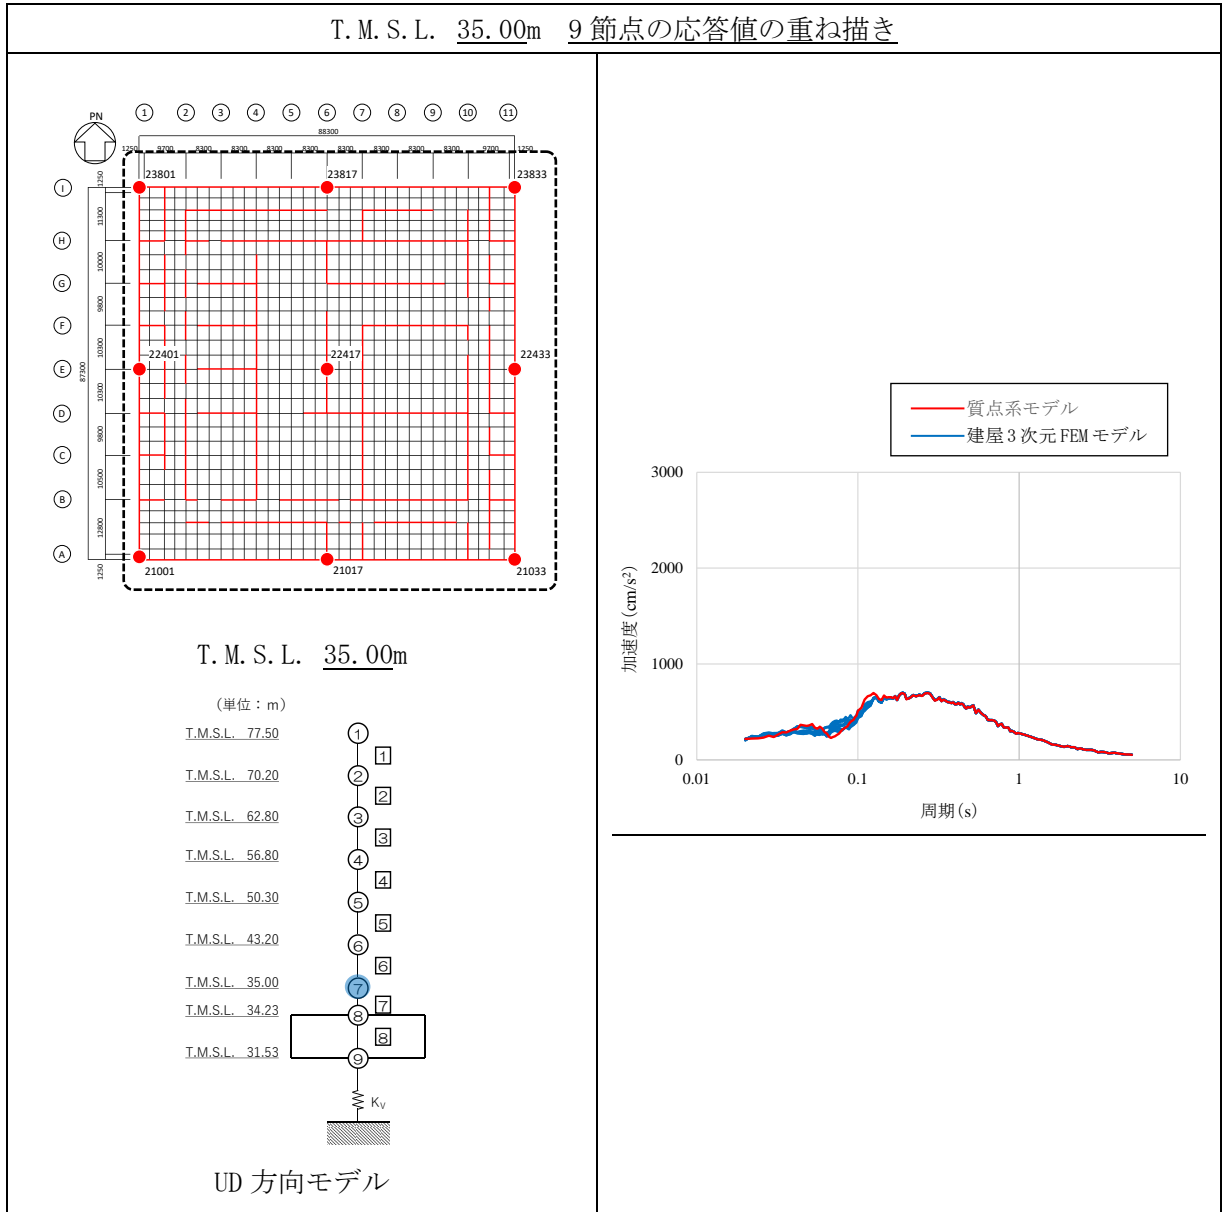 T.M.S.L. 35.00m 9節点の応答値の重ね描き
PN
1 2 3 4 5 6 7 8 9 10 11
88300
1250 9700 8300 8300 8300 8300 8300 8300 8300 8300 9700 1250
I
H
G
F
E
D
C
B
A
1250
11300
10000
9800
10300
10300
9800
10500
12800
1250
87300
23801 23817 23833
22401 22417 22433
21001 21017 21033
T.M.S.L. 35.00m
(単位：m)
T.M.S.L. 77.50 ①
1
T.M.S.L. 70.20 ②
2
T.M.S.L. 62.80 ③
3
T.M.S.L. 56.80 ④
4
T.M.S.L. 50.30 ⑤
5
T.M.S.L. 43.20 ⑥
6
T.M.S.L. 35.00 ⑦
7
T.M.S.L. 34.23 ⑧
8
T.M.S.L. 31.53 ⑨
KV
UD方向モデル
質点系モデル
建屋3次元FEMモデル
加速度(cm/s²)
3000
2000
1000
0
0.01 0.1 1 10
周期(s)